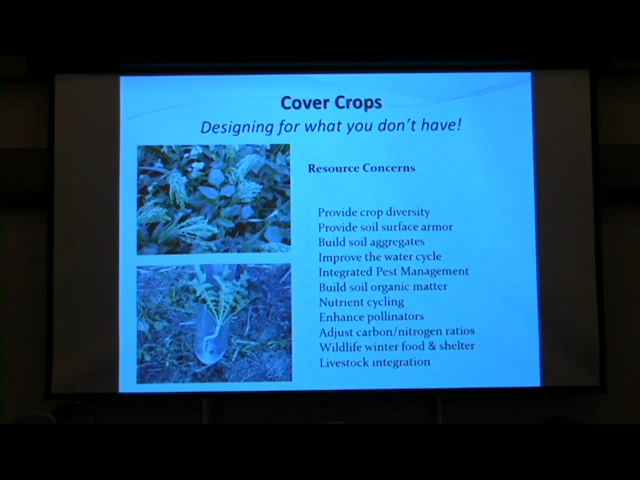 Cover Crops
Designing for what you don't have!
Resource Concerns
Provide crop diversity
Provide soil surface armor
Build soil aggregates
Improve the water cycle
Integrated Pest Management
Build soil organic matter
Nutrient cycling
Enhance pollinators
Adjust carbon/nitrogen ratios
Wildlife winter food & shelter
Livestock integration